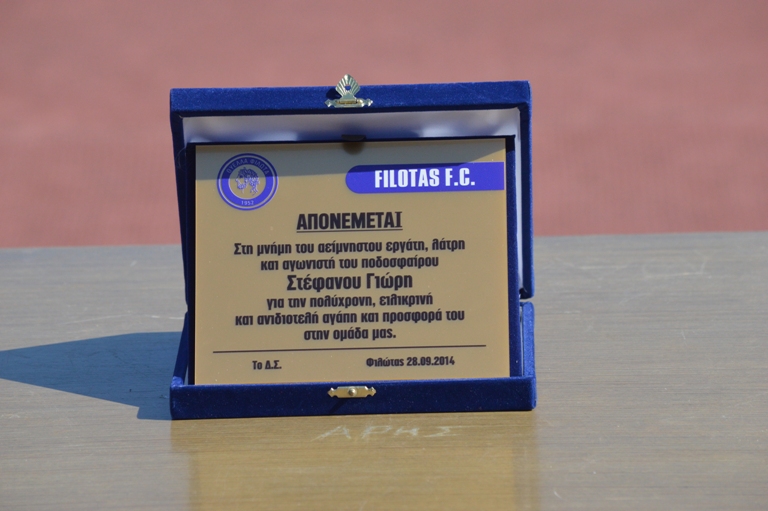 FILOTAS F.C.
1952
ΑΠΟΝΕΜΕΤΑΙ
Στη μνήμη του αείμνηστου εργάτη, λάτρη
και αγωνιστή του ποδοσφαίρου
Στέφανου Γιώρη
για την πολύχρονη, ειλικρινή
και ανιδιοτελή αγάπη και προσφορά του
στην ομάδα μας.
Το Δ.Σ. Φιλώτας 28.09.2014
ΑΡΗΣ